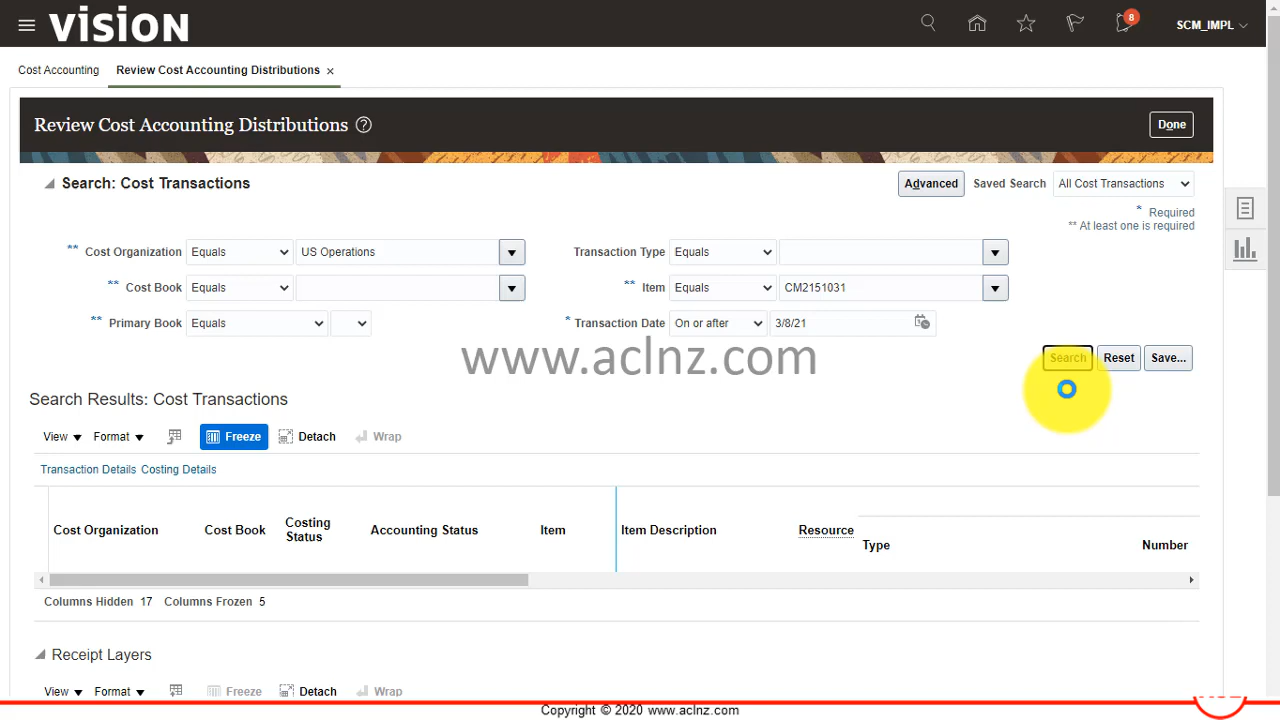 vision
8
SCM_IMPL
Cost Accounting
Review Cost Accounting Distributions ×
Review Cost Accounting Distributions ?
Done
Search: Cost Transactions
Advanced
Saved Search
All Cost Transactions
* Required
** At least one is required
** Cost Organization Equals US Operations
Transaction Type Equals
** Cost Book Equals
** Item Equals CM2151031
** Primary Book Equals
* Transaction Date On or after 3/8/21
www.aclnz.com
Search Reset Save...
Search Results: Cost Transactions
View Format Freeze Detach Wrap
Transaction Details Costing Details
Cost Organization Cost Book Costing Status Accounting Status Item Item Description Resource Type Number
Columns Hidden 17 Columns Frozen 5
Receipt Layers
View Format Freeze Detach Wrap
Copyright © 2020 www.aclnz.com